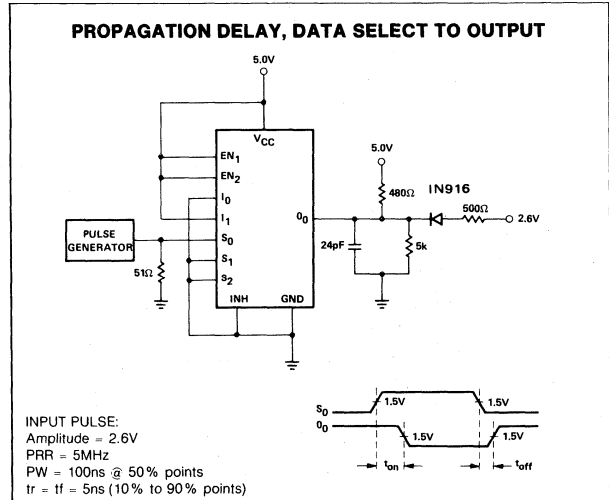 PROPAGATION DELAY, DATA SELECT TO OUTPUT
5.0V
VCC
EN1
EN2
I0
I1
S0
S1
S2
INH
GND
O0
PULSE
GENERATOR
51Ω
5.0V
480Ω
IN916
500Ω
2.6V
24pF
5k
S0
1.5V
1.5V
O0
1.5V
1.5V
ton
toff
INPUT PULSE:
Amplitude = 2.6V
PRR = 5MHz
PW = 100ns @ 50% points
tr = tf = 5ns (10% to 90% points)